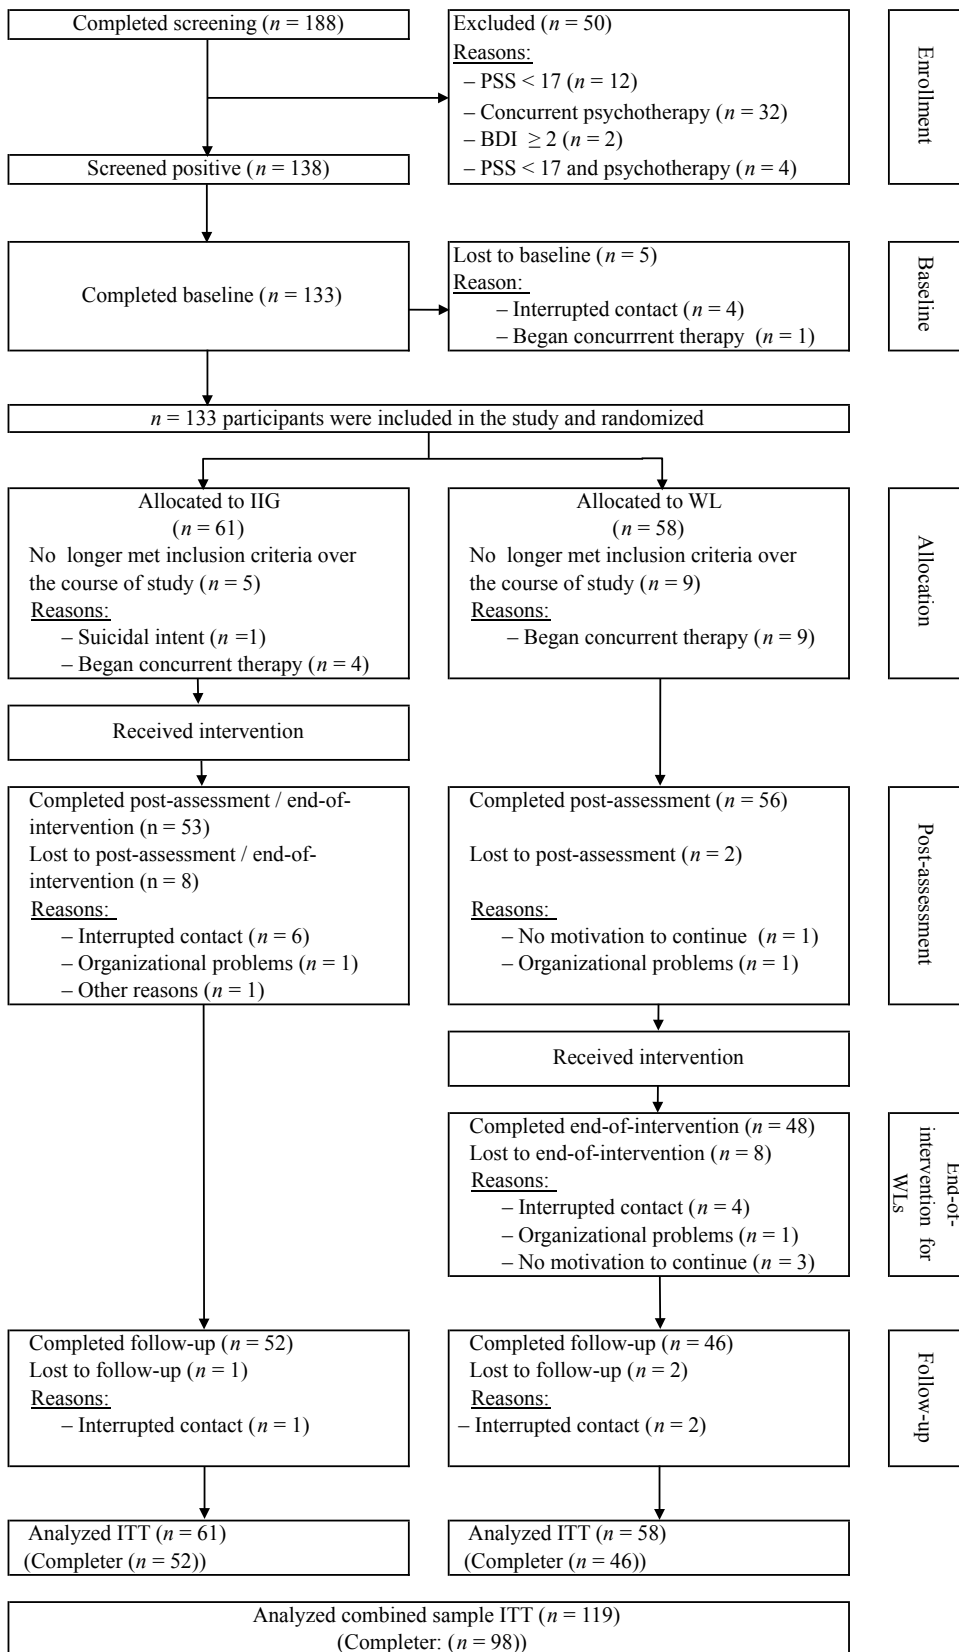 Completed screening (n = 188)
Excluded (n = 50)
Reasons:
– PSS < 17 (n = 12)
– Concurrent psychotherapy (n = 32)
– BDI ≥ 2 (n = 2)
– PSS < 17 and psychotherapy (n = 4)
Enrollment
Screened positive (n = 138)
Completed baseline (n = 133)
Lost to baseline (n = 5)
Reason:
– Interrupted contact (n = 4)
– Began concurrrent therapy (n = 1)
Baseline
n = 133 participants were included in the study and randomized
Allocated to IIG
(n = 61)
No longer met inclusion criteria over
the course of study (n = 5)
Reasons:
– Suicidal intent (n =1)
– Began concurrent therapy (n = 4)
Allocated to WL
(n = 58)
No longer met inclusion criteria over
the course of study (n = 9)
Reasons:
– Began concurrent therapy (n = 9)
Allocation
Received intervention
Completed post-assessment / end-of-
intervention (n = 53)
Lost to post-assessment / end-of-
intervention (n = 8)
Reasons:
– Interrupted contact (n = 6)
– Organizational problems (n = 1)
– Other reasons (n = 1)
Completed post-assessment (n = 56)
Lost to post-assessment (n = 2)
Reasons:
– No motivation to continue (n = 1)
– Organizational problems (n = 1)
Post-assessment
Received intervention
Completed end-of-intervention (n = 48)
Lost to end-of-intervention (n = 8)
Reasons:
– Interrupted contact (n = 4)
– Organizational problems (n = 1)
– No motivation to continue (n = 3)
End-of-
intervention for
WLs
Completed follow-up (n = 52)
Lost to follow-up (n = 1)
Reasons:
– Interrupted contact (n = 1)
Completed follow-up (n = 46)
Lost to follow-up (n = 2)
Reasons:
– Interrupted contact (n = 2)
Follow-up
Analyzed ITT (n = 61)
(Completer (n = 52))
Analyzed ITT (n = 58)
(Completer (n = 46))
Analyzed combined sample ITT (n = 119)
(Completer: (n = 98))